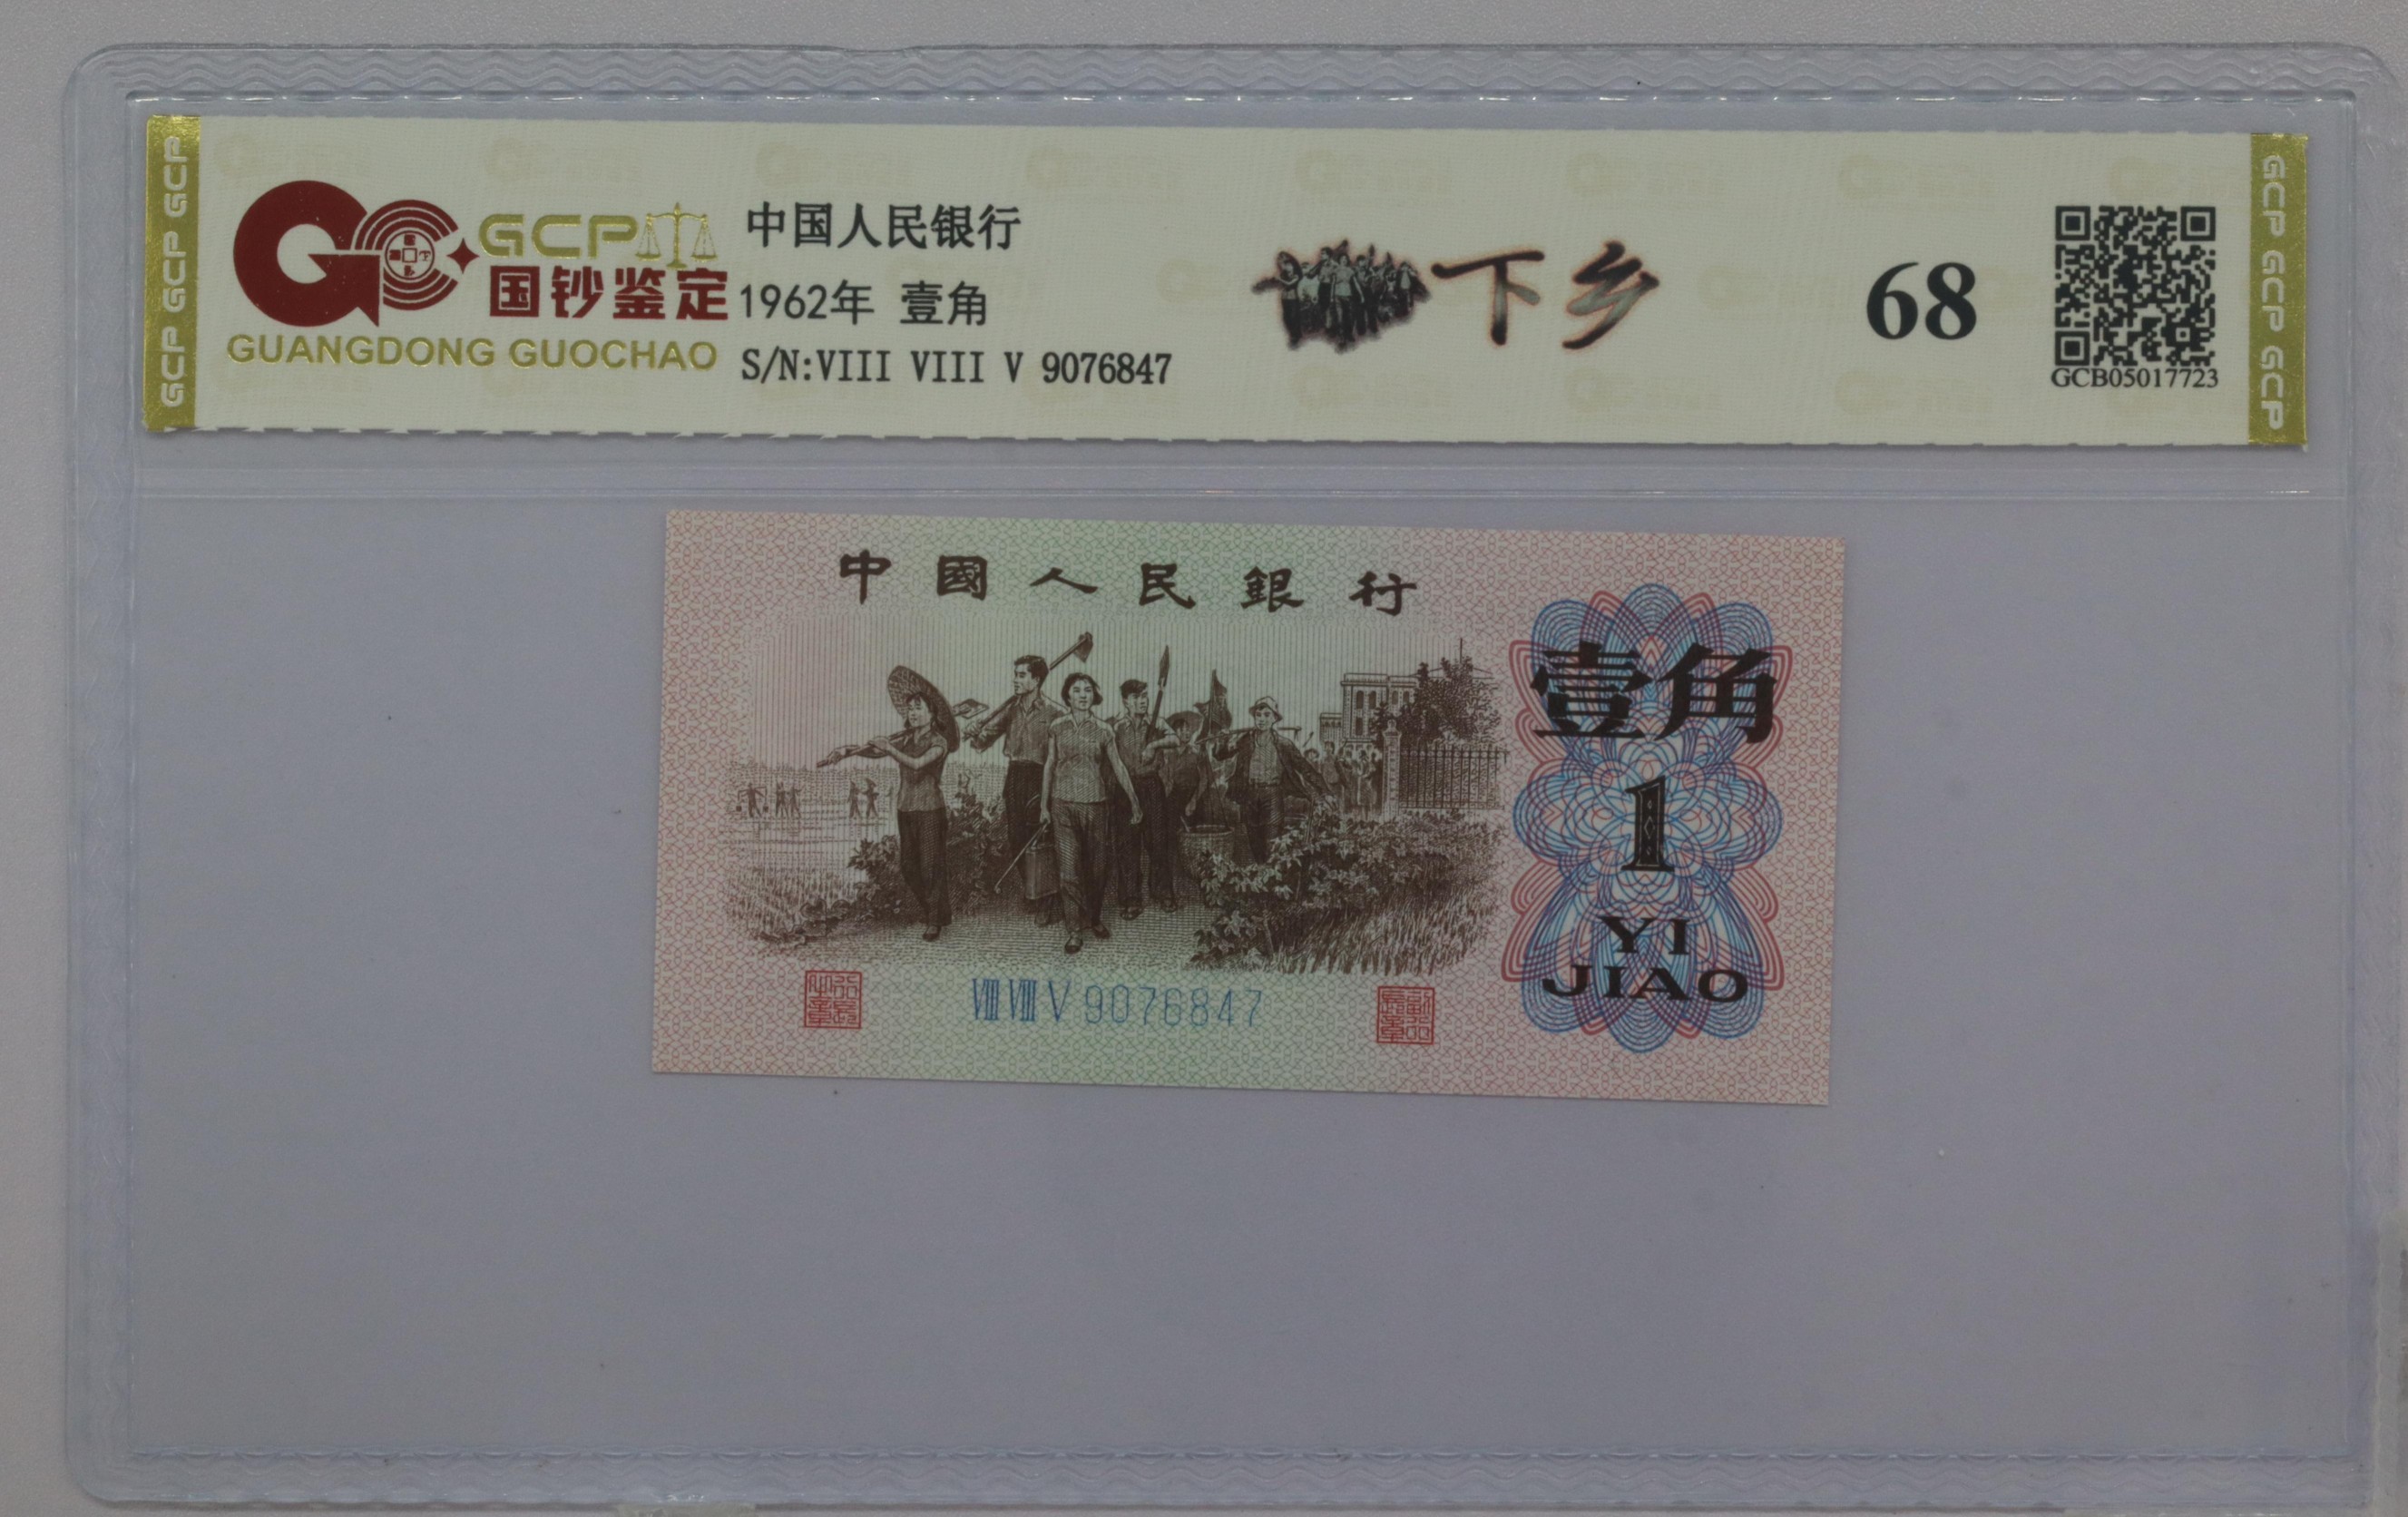 GCP GCP GCP
GCP
国钞鉴定
GUANGDONG GUOCHAO
中国人民银行
1962年 壹角
S/N:VIII VIII V 9076847
下乡
68
GCB05017723
GCP GCP GCP
中國人民銀行
壹角
1
YI
JIAO
VIII VIII V 9076847